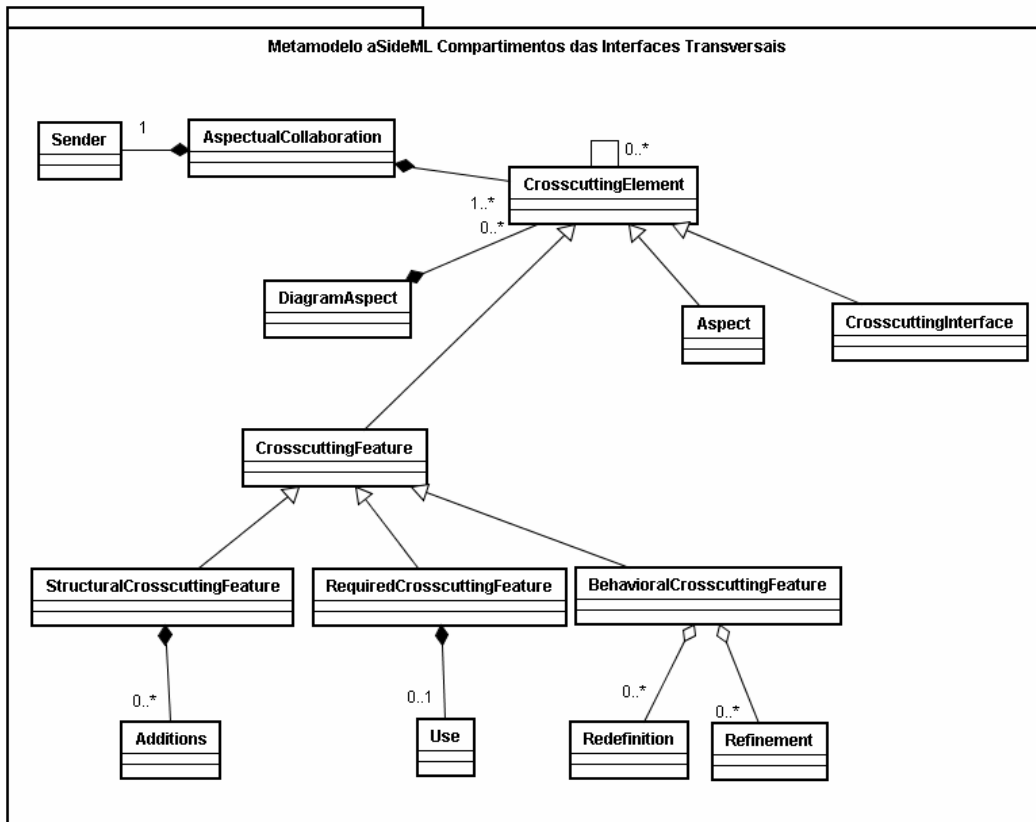 Metamodelo aSideML Compartimentos das Interfaces Transversais
Sender
1
AspectualCollaboration
0..*
CrosscuttingElement
1..*
0..*
DiagramAspect
Aspect
CrosscuttingInterface
CrosscuttingFeature
StructuralCrosscuttingFeature
RequiredCrosscuttingFeature
BehavioralCrosscuttingFeature
0..*
0..1
0..*
0..*
Additions
Use
Redefinition
Refinement